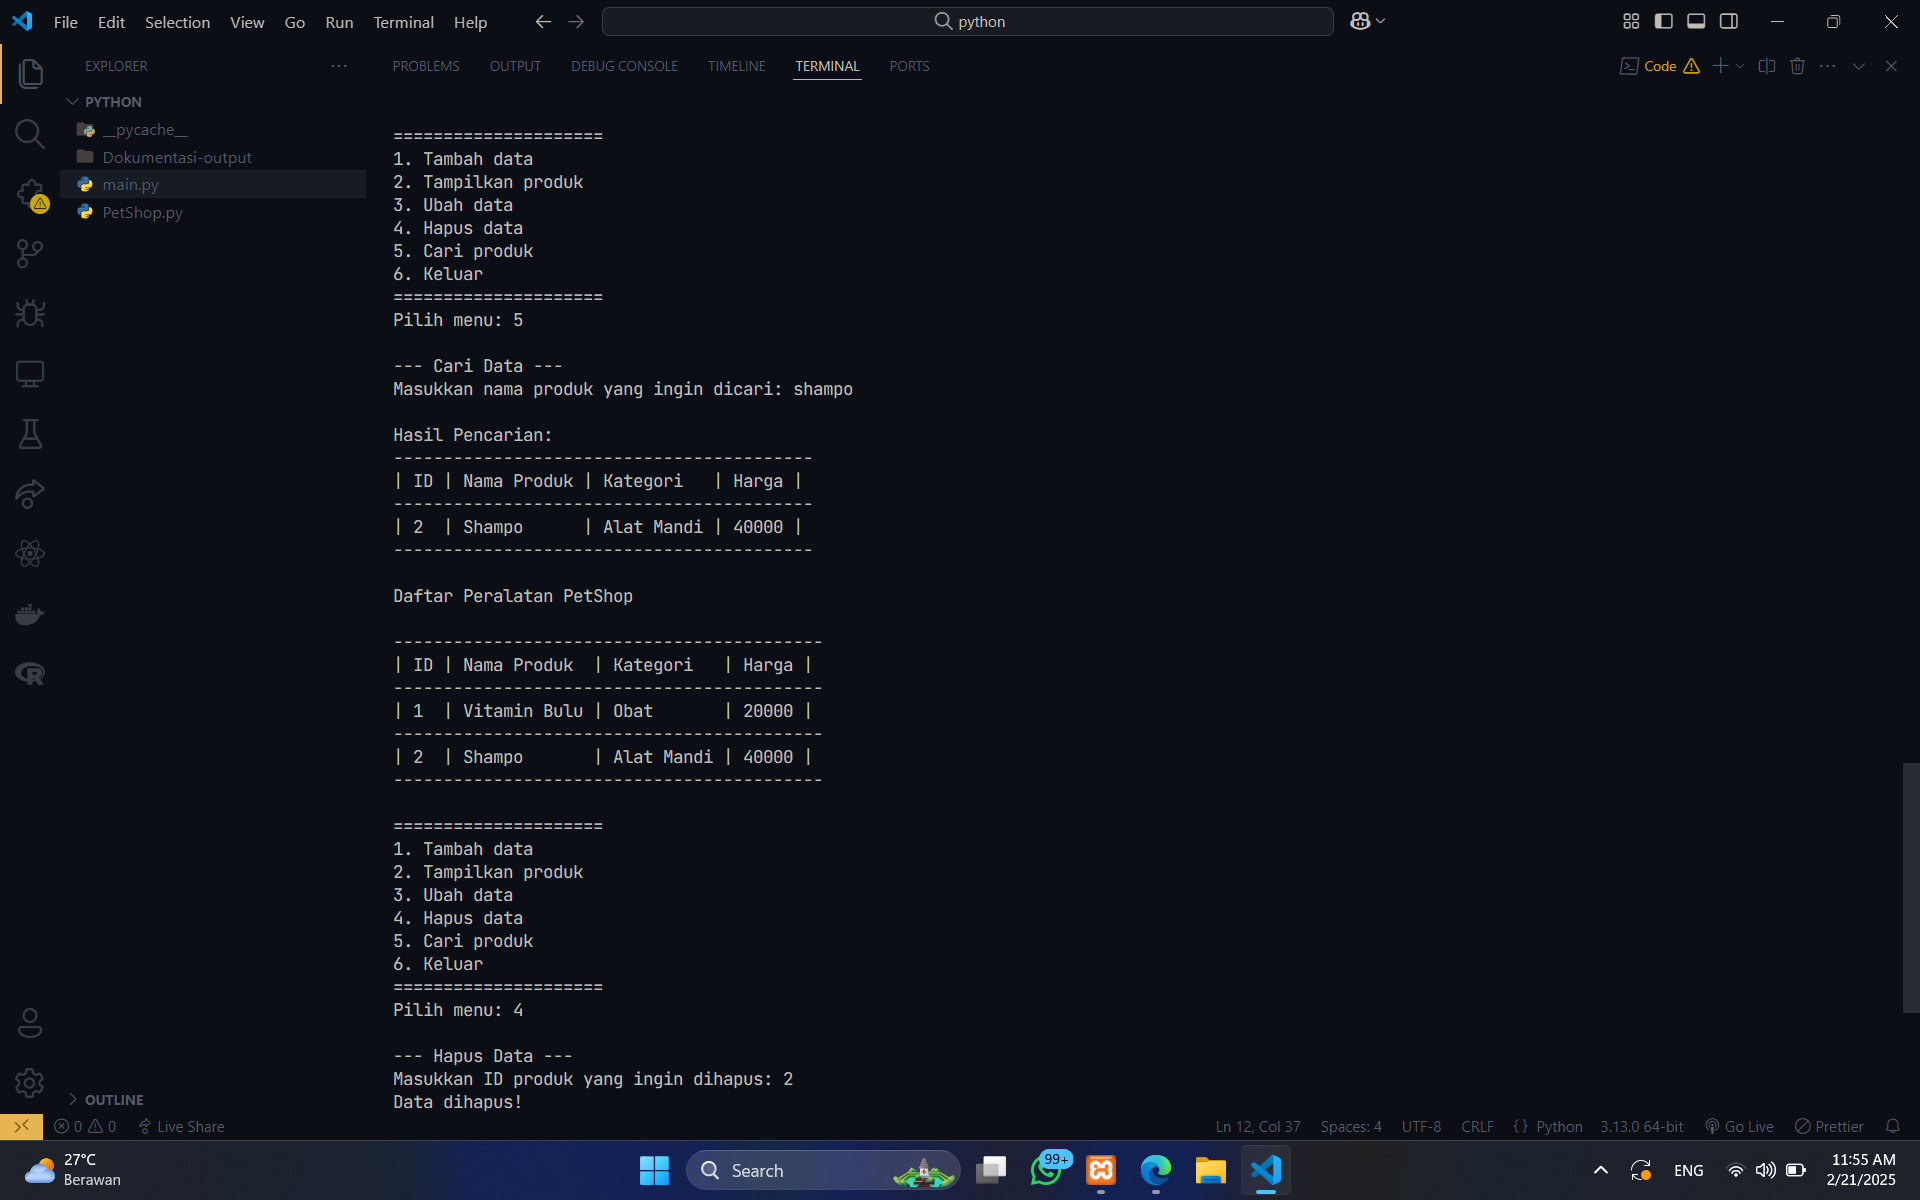 File Edit Selection View Go Run Terminal Help
python
EXPLORER
PROBLEMS OUTPUT DEBUG CONSOLE TIMELINE TERMINAL PORTS
Code
PYTHON
__pycache__
Dokumentasi-output
main.py
PetShop.py
=====================
1. Tambah data
2. Tampilkan produk
3. Ubah data
4. Hapus data
5. Cari produk
6. Keluar
=====================
Pilih menu: 5
--- Cari Data ---
Masukkan nama produk yang ingin dicari: shampo
Hasil Pencarian:
------------------------------------------
| ID | Nama Produk | Kategori   | Harga |
------------------------------------------
| 2  | Shampo      | Alat Mandi | 40000 |
------------------------------------------
Daftar Peralatan PetShop
-------------------------------------------
| ID | Nama Produk  | Kategori   | Harga |
-------------------------------------------
| 1  | Vitamin Bulu | Obat       | 20000 |
-------------------------------------------
| 2  | Shampo       | Alat Mandi | 40000 |
-------------------------------------------
=====================
1. Tambah data
2. Tampilkan produk
3. Ubah data
4. Hapus data
5. Cari produk
6. Keluar
=====================
Pilih menu: 4
--- Hapus Data ---
Masukkan ID produk yang ingin dihapus: 2
Data dihapus!
OUTLINE
0 0 Live Share
Ln 12, Col 37 Spaces: 4 UTF-8 CRLF {} Python 3.13.0 64-bit Go Live Prettier
27°C
Berawan
Search
99+
ENG
11:55 AM
2/21/2025